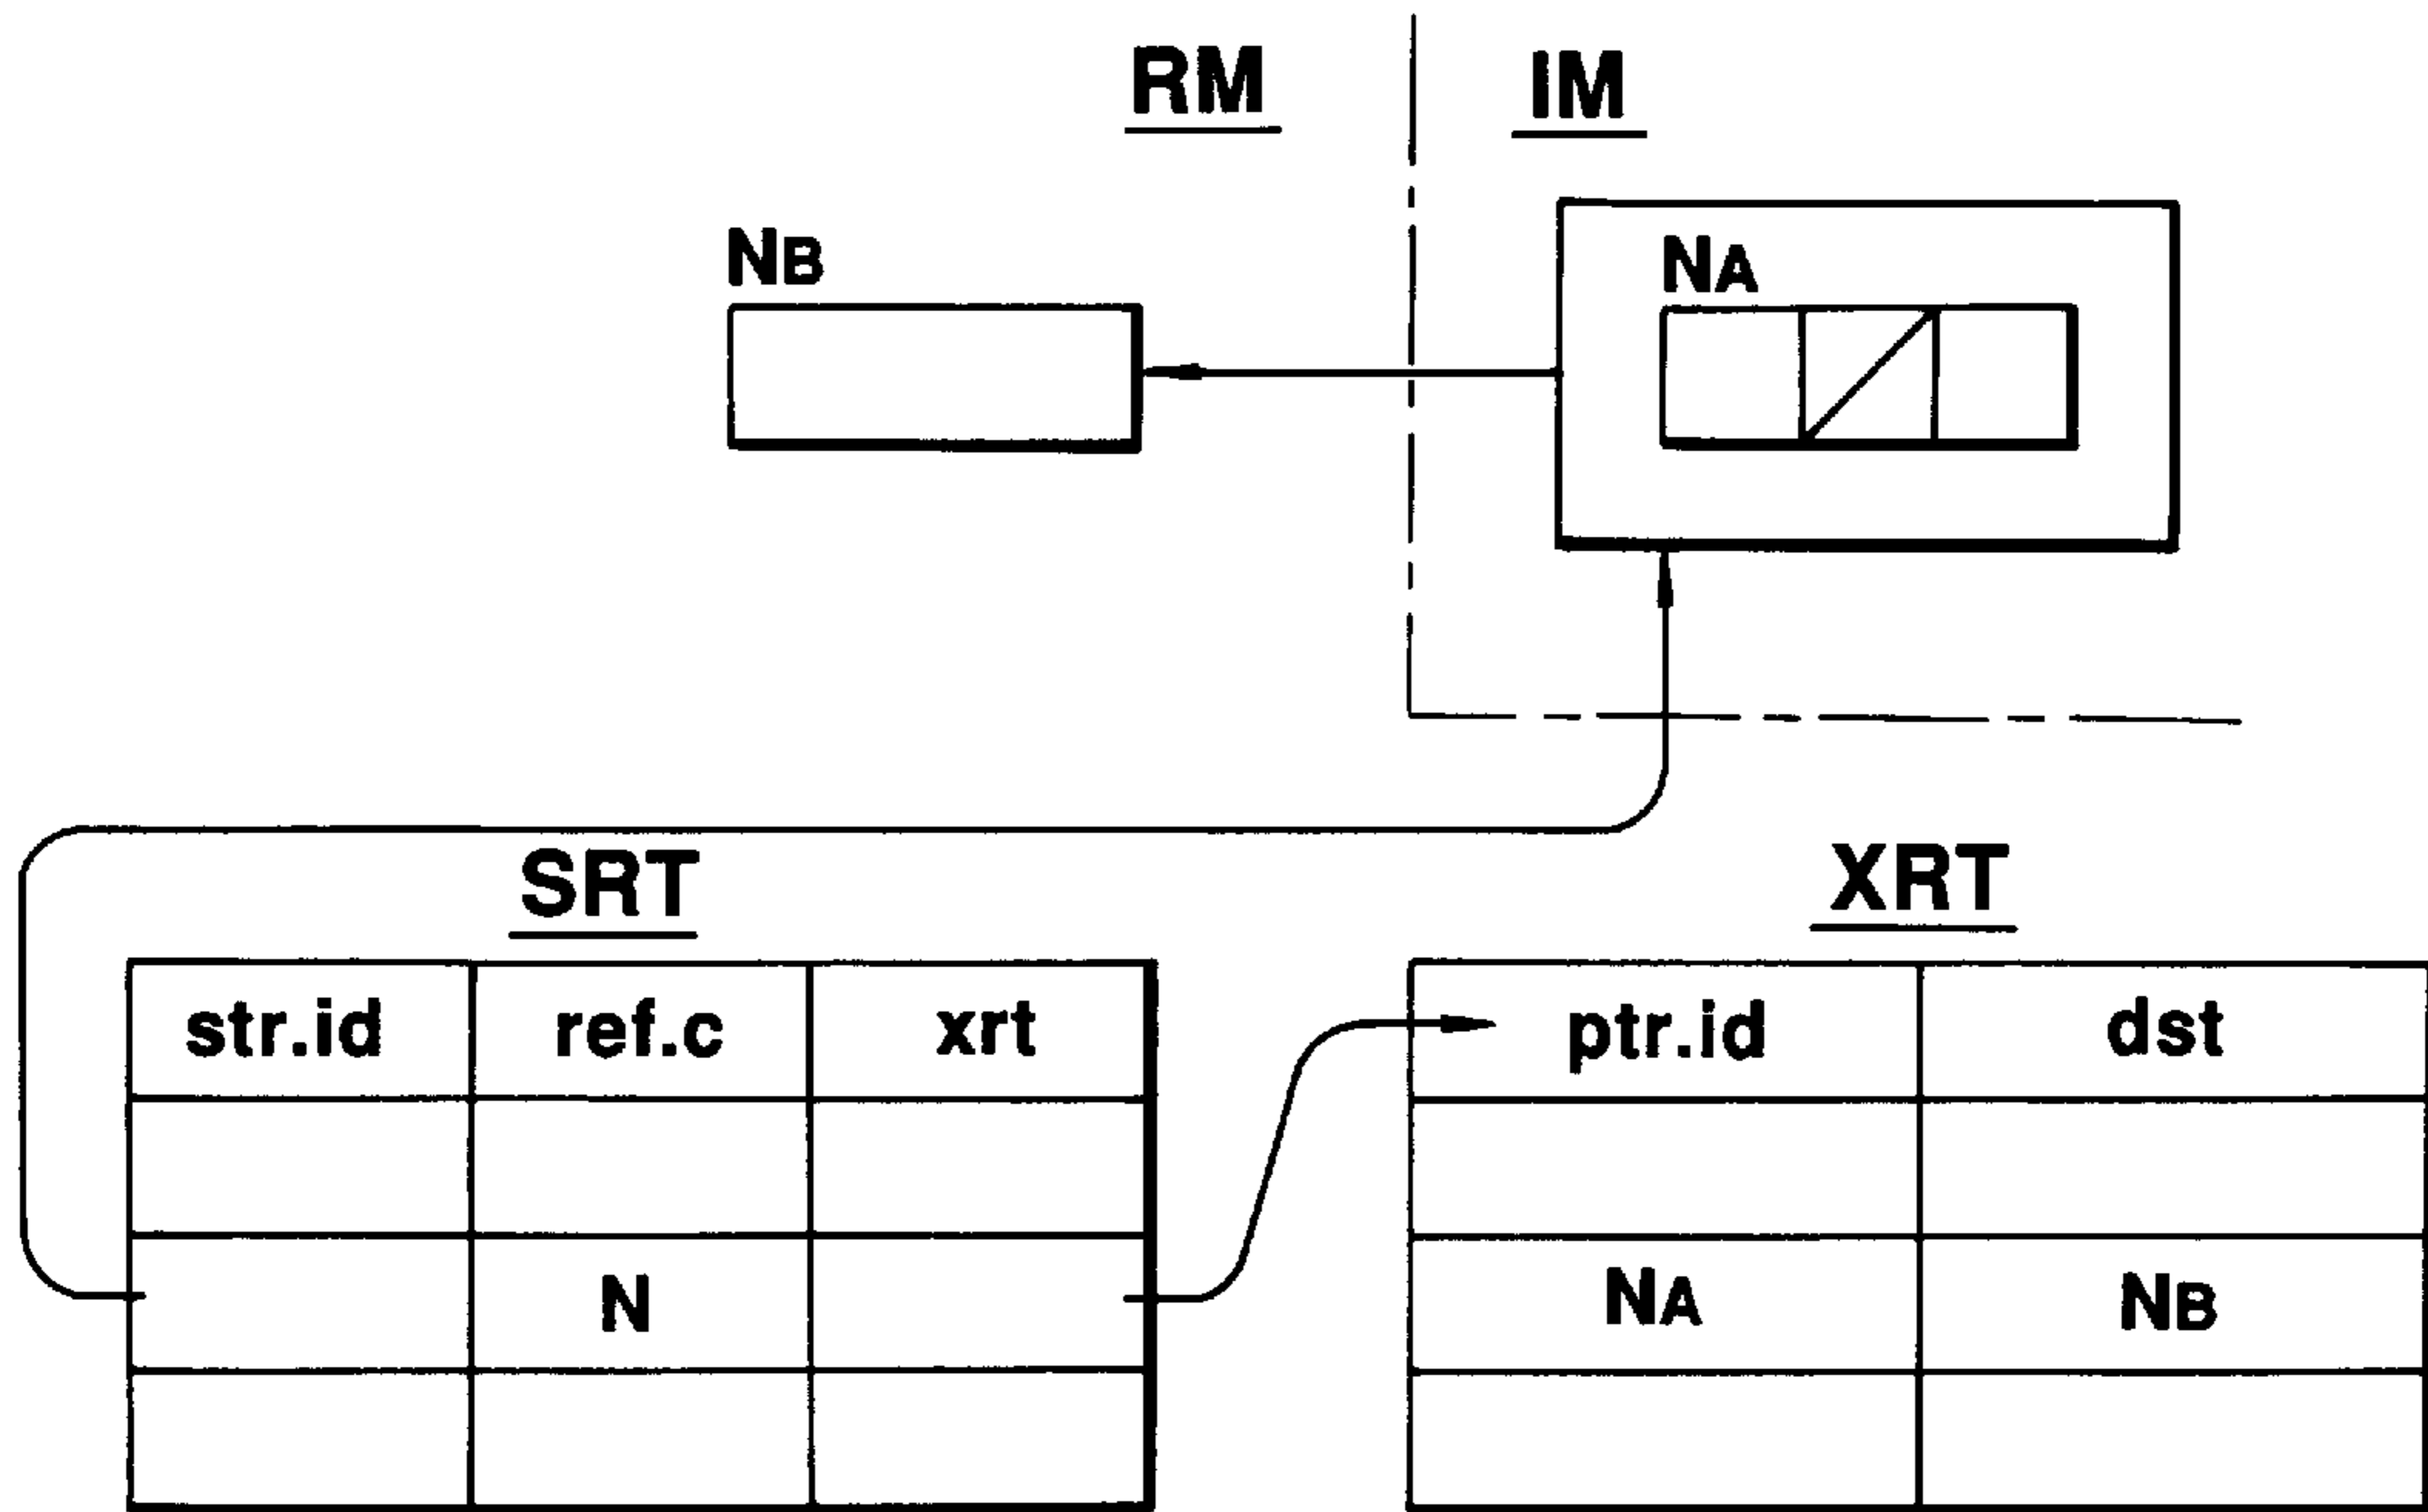 RM IM
NB NA
SRT XRT
str.id ref.c xrt ptr.id dst
N NA NB